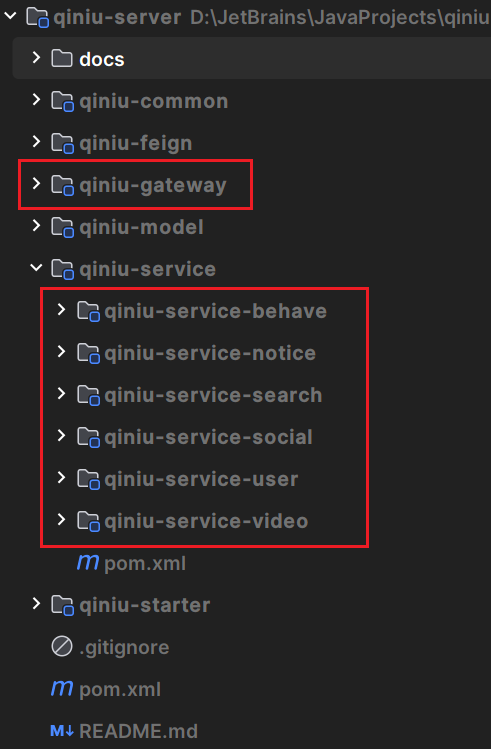 qiniu-server D:\JetBrains\JavaProjects\qiniu
docs
qiniu-common
qiniu-feign
qiniu-gateway
qiniu-model
qiniu-service
qiniu-service-behave
qiniu-service-notice
qiniu-service-search
qiniu-service-social
qiniu-service-user
qiniu-service-video
m pom.xml
qiniu-starter
.gitignore
m pom.xml
M↓ README.md